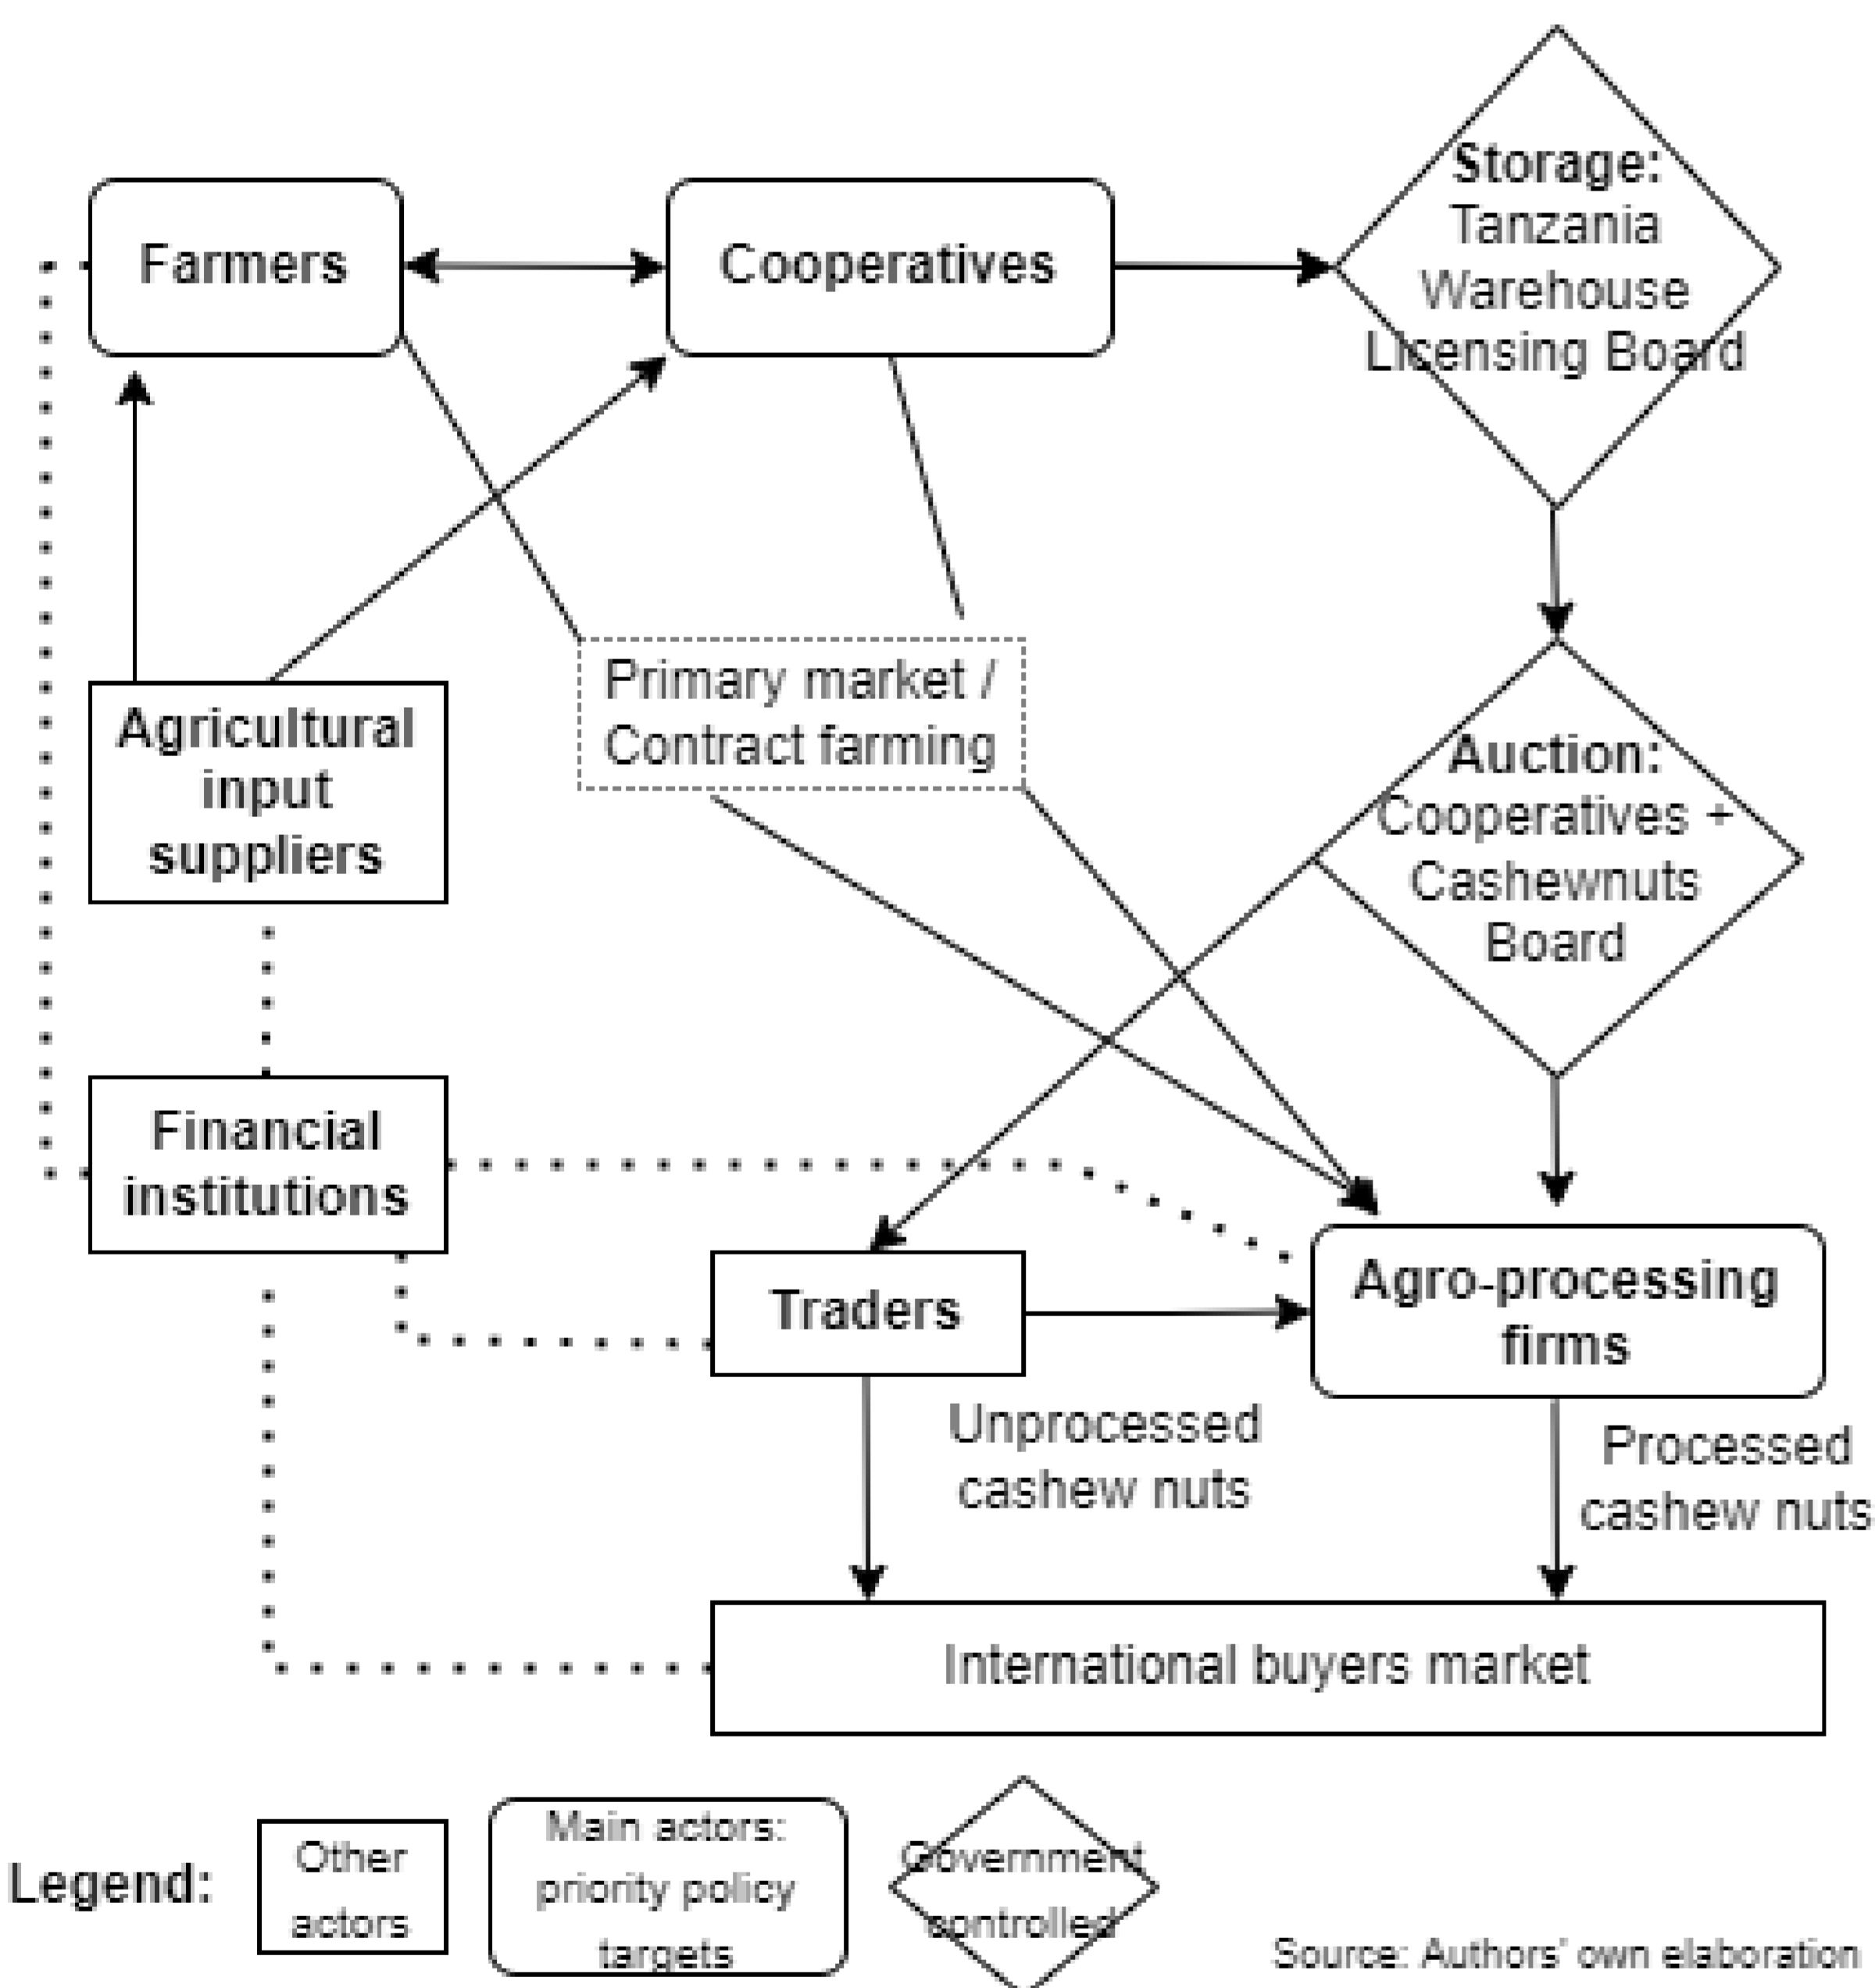 Farmers
Cooperatives
Storage:
Tanzania
Warehouse
Licensing Board
Agricultural
input
suppliers
Primary market /
Contract farming
Auction:
Cooperatives +
Cashewnuts
Board
Financial
institutions
Traders
Agro-processing
firms
Unprocessed
cashew nuts
Processed
cashew nuts
International buyers market
Legend:
Other
actors
Main actors:
priority policy
targets
Government
controlled
Source: Authors' own elaboration